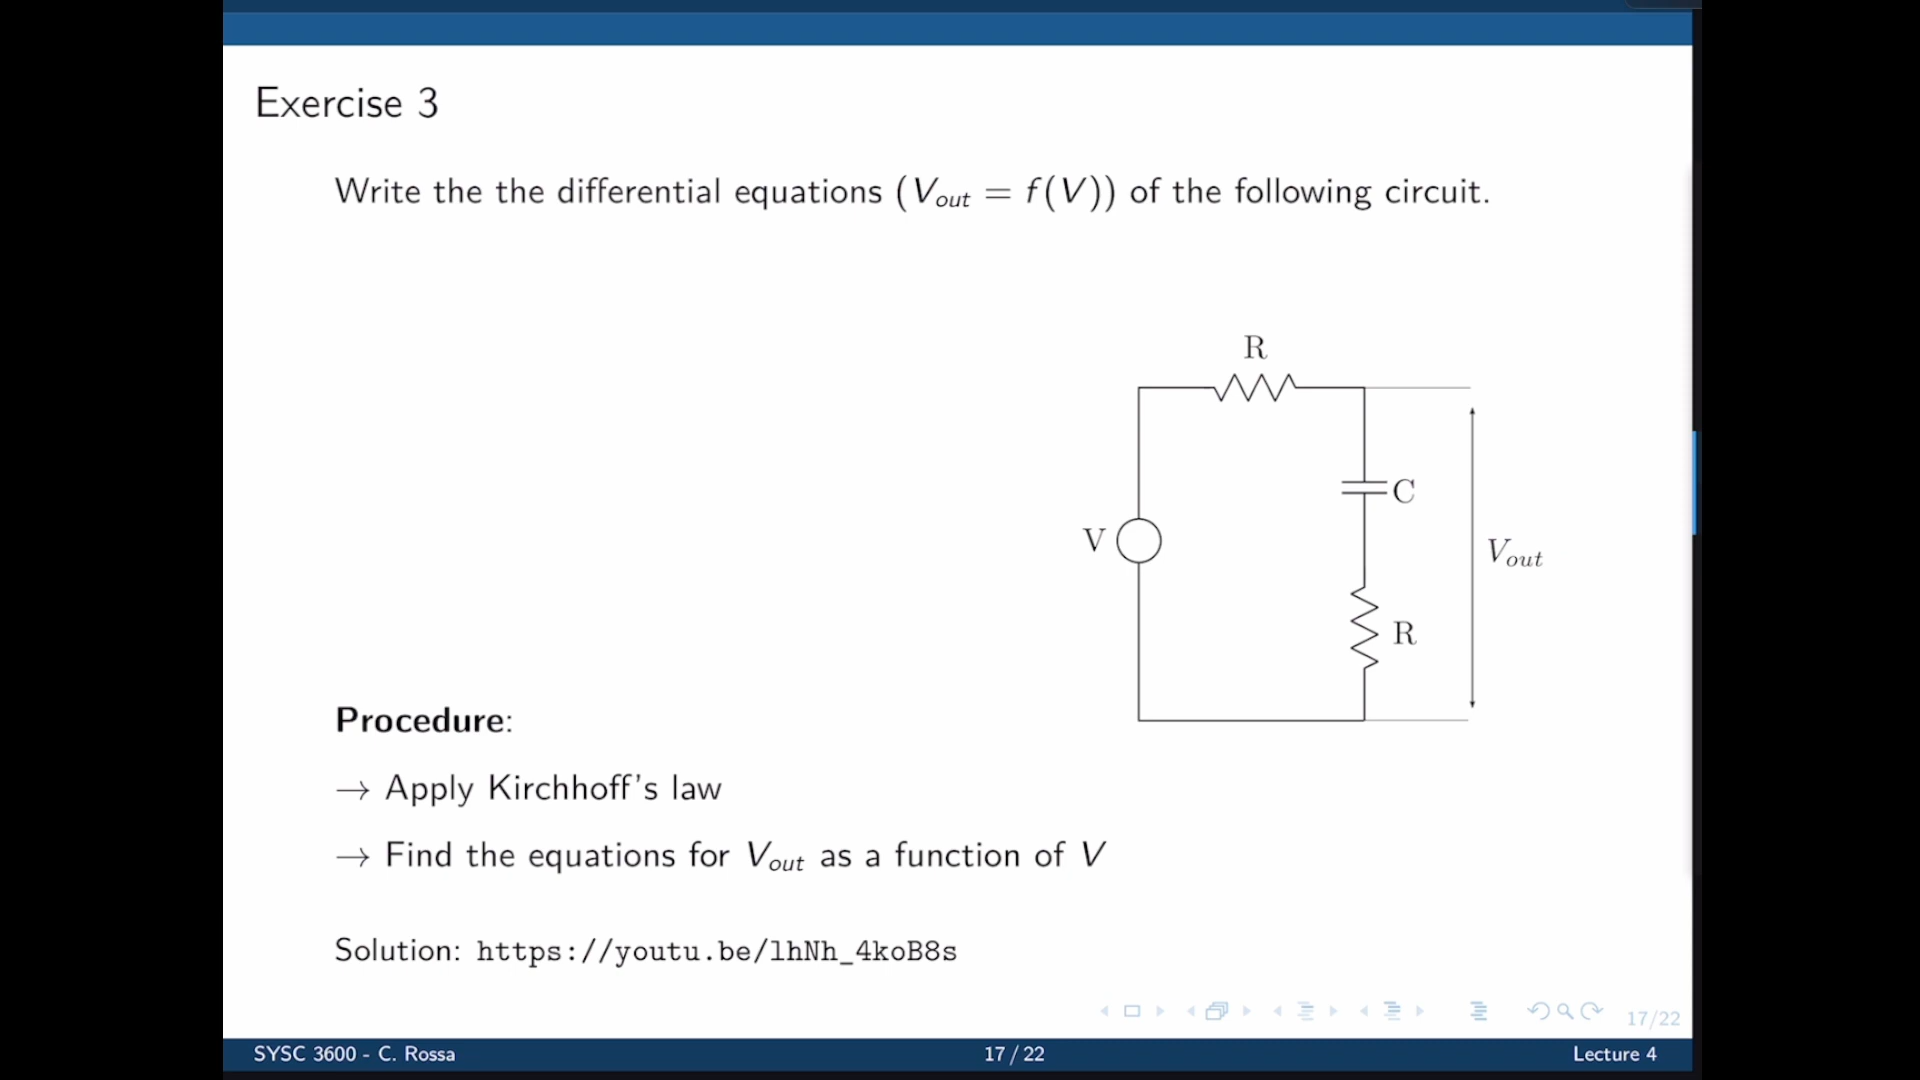 Exercise 3
Write the the differential equations (V_out = f(V)) of the following circuit.
R
C
V
V_out
R
Procedure:
→ Apply Kirchhoff's law
→ Find the equations for V_out as a function of V
Solution: https://youtu.be/lhNh_4koB8s
17/22
SYSC 3600 - C. Rossa
17 / 22
Lecture 4